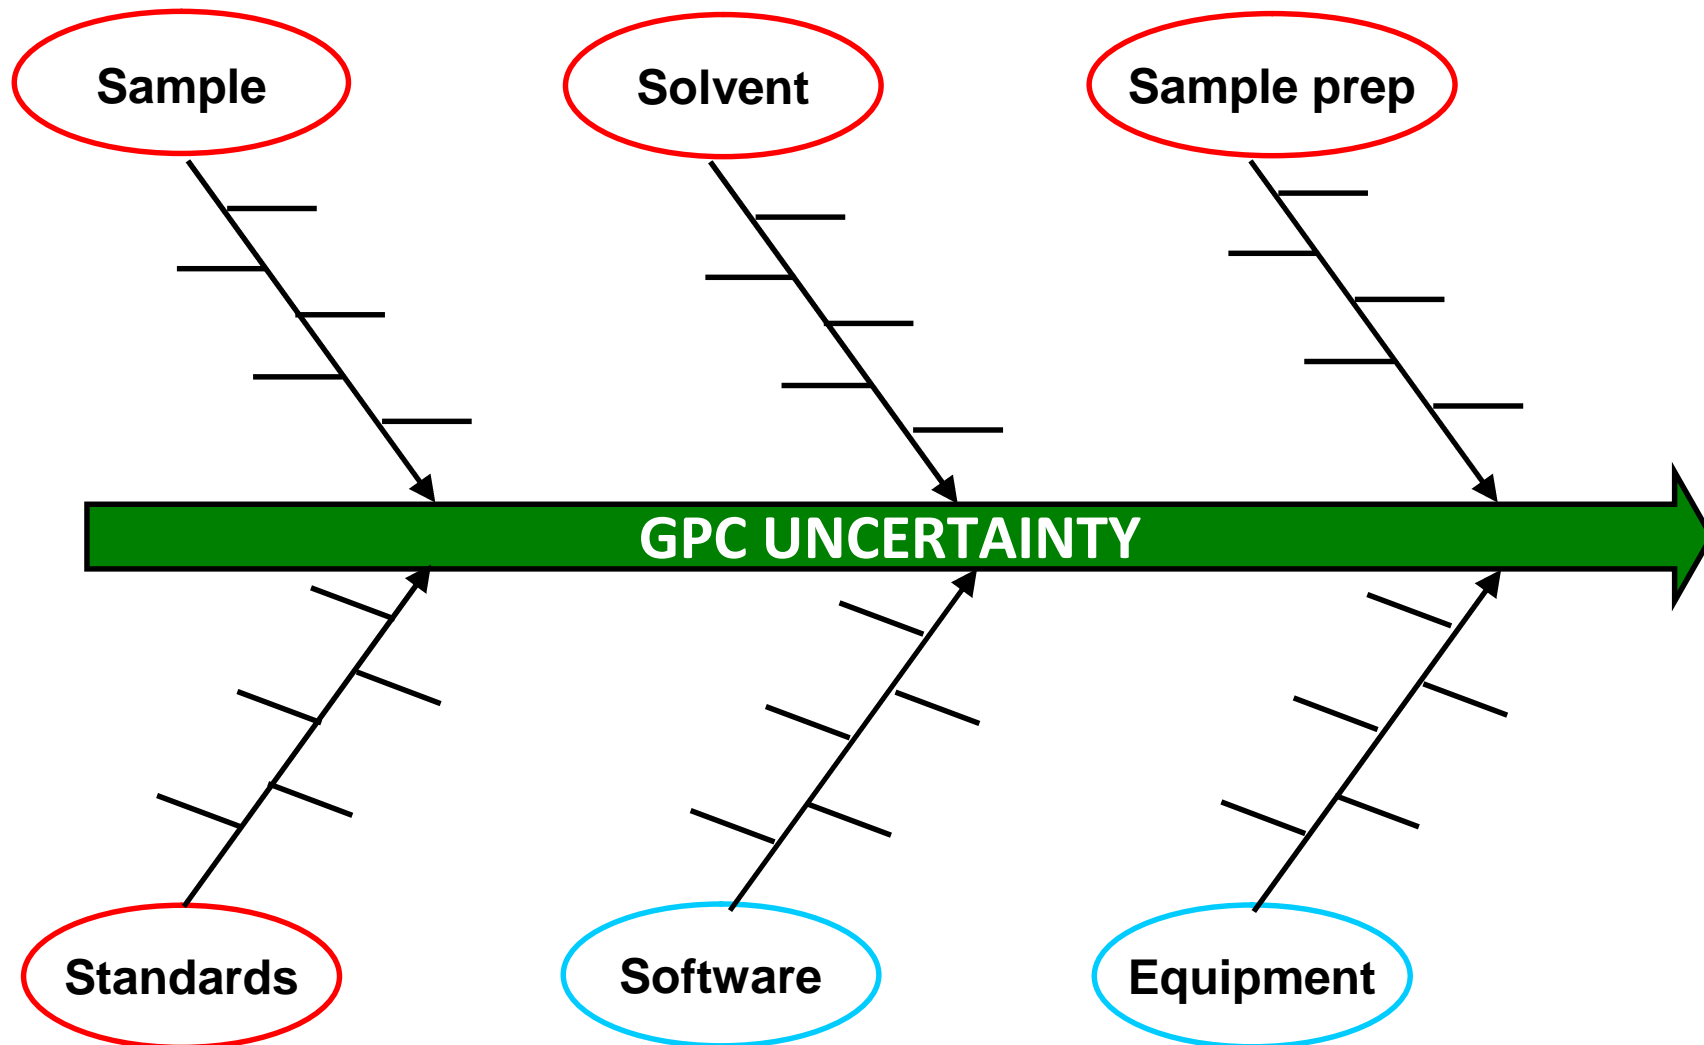 Sample
Solvent
Sample prep
GPC UNCERTAINTY
Standards
Software
Equipment